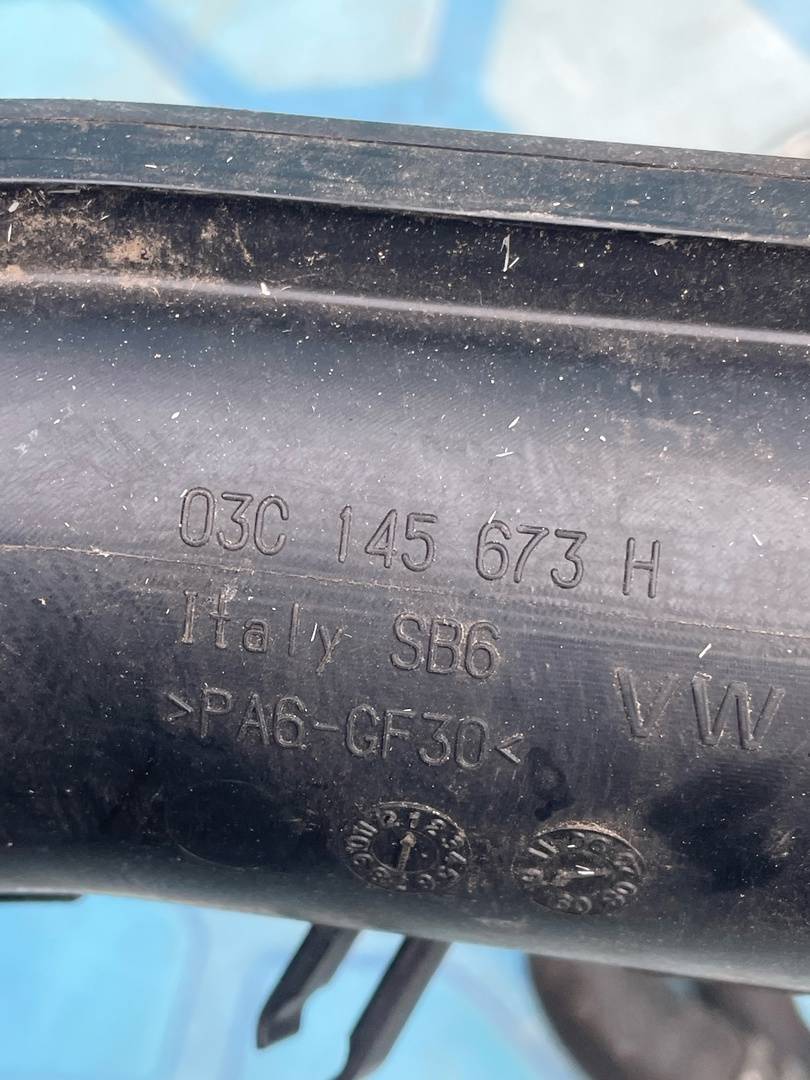 03C 145 673 H
Italy SB6
VW
>PA6-GF30<